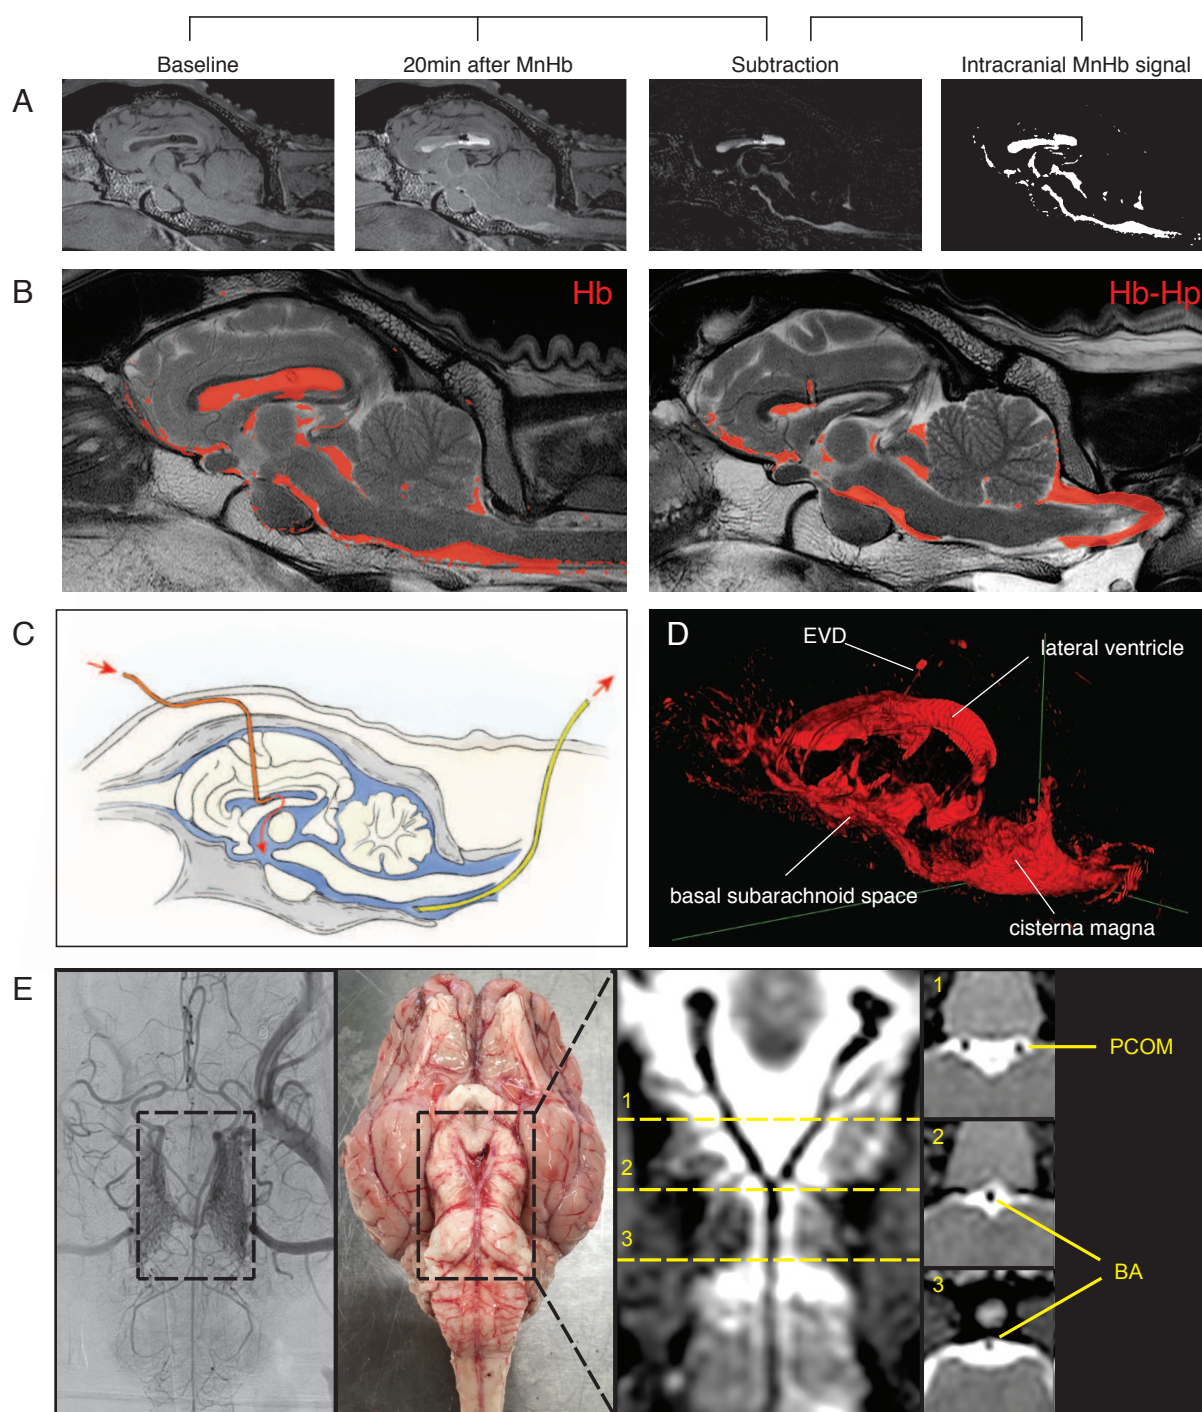 Baseline
20min after MnHb
Subtraction
Intracranial MnHb signal
A
B
Hb
Hb-Hp
C
D
EVD
lateral ventricle
basal subarachnoid space
cisterna magna
E
1
2
3
1
PCOM
2
BA
3